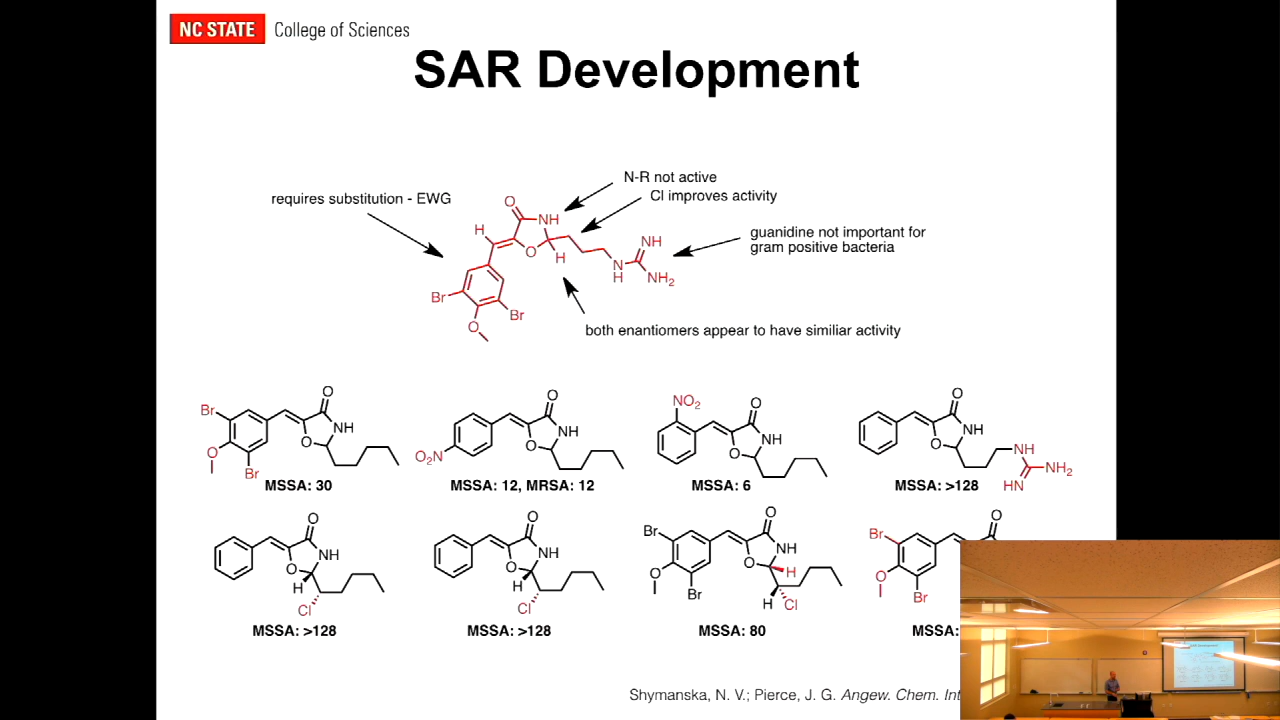 NC STATE College of Sciences
SAR Development
N-R not active
Cl improves activity
requires substitution - EWG
guanidine not important for
gram positive bacteria
both enantiomers appear to have similiar activity
O
NH
H
O
H
NH
N
H
NH2
Br
Br
O
Br
O
Br
O
NH
O
MSSA: 30
O2N
O
NH
O
MSSA: 12, MRSA: 12
NO2
O
NH
O
MSSA: 6
O
NH
O
NH
NH2
HN
MSSA: >128
O
NH
O
H
Cl
MSSA: >128
O
NH
O
H
Cl
MSSA: >128
Br
O
Br
O
NH
O
H
H
Cl
MSSA: 80
Br
O
Br
O
MSSA:
Shymanska, N. V.; Pierce, J. G. Angew. Chem. Int